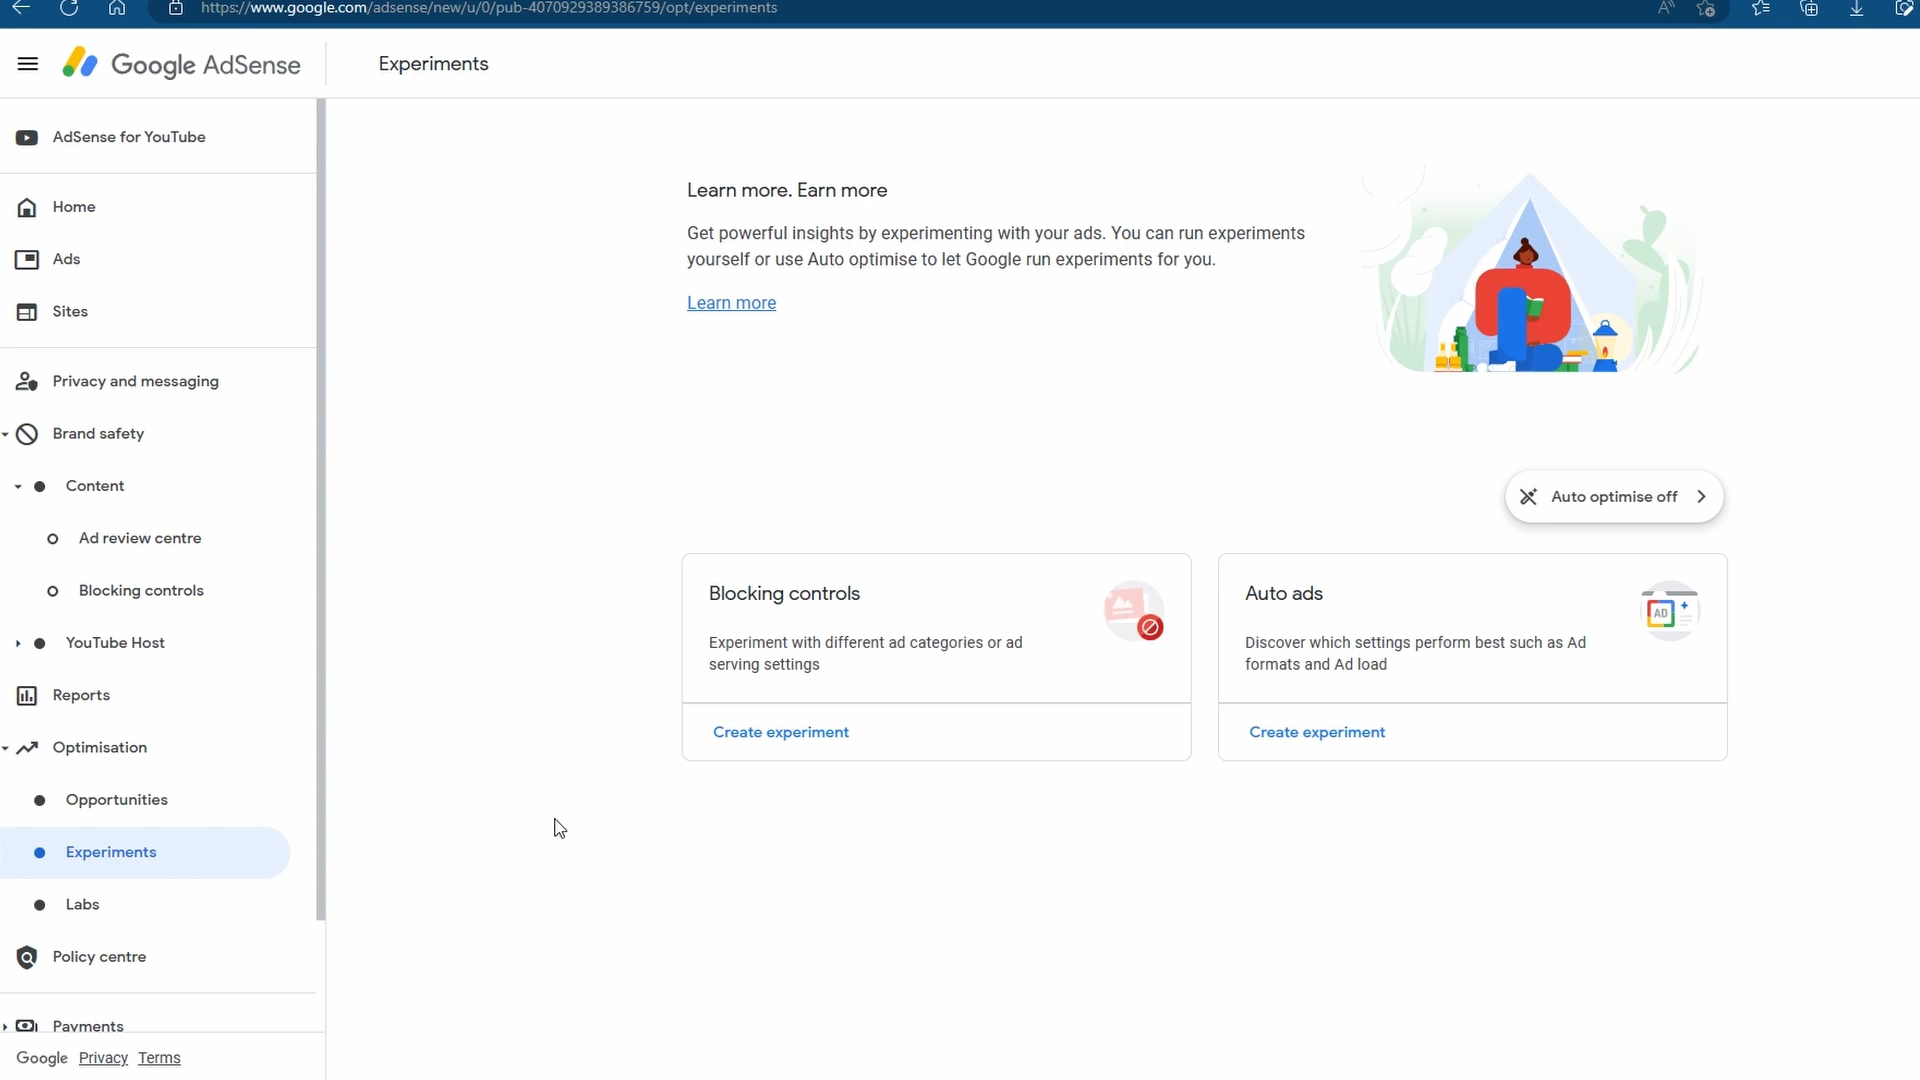 https://www.google.com/adsense/new/u/0/pub-4070929389386759/opt/experiments
Google AdSense
Experiments
AdSense for YouTube
Home
Ads
Sites
Privacy and messaging
Brand safety
Content
Ad review centre
Blocking controls
YouTube Host
Reports
Optimisation
Opportunities
Experiments
Labs
Policy centre
Payments
Google Privacy Terms
Learn more. Earn more
Get powerful insights by experimenting with your ads. You can run experiments
yourself or use Auto optimise to let Google run experiments for you.
Learn more
Auto optimise off
Blocking controls
Experiment with different ad categories or ad
serving settings
Create experiment
Auto ads
AD
Discover which settings perform best such as Ad
formats and Ad load
Create experiment